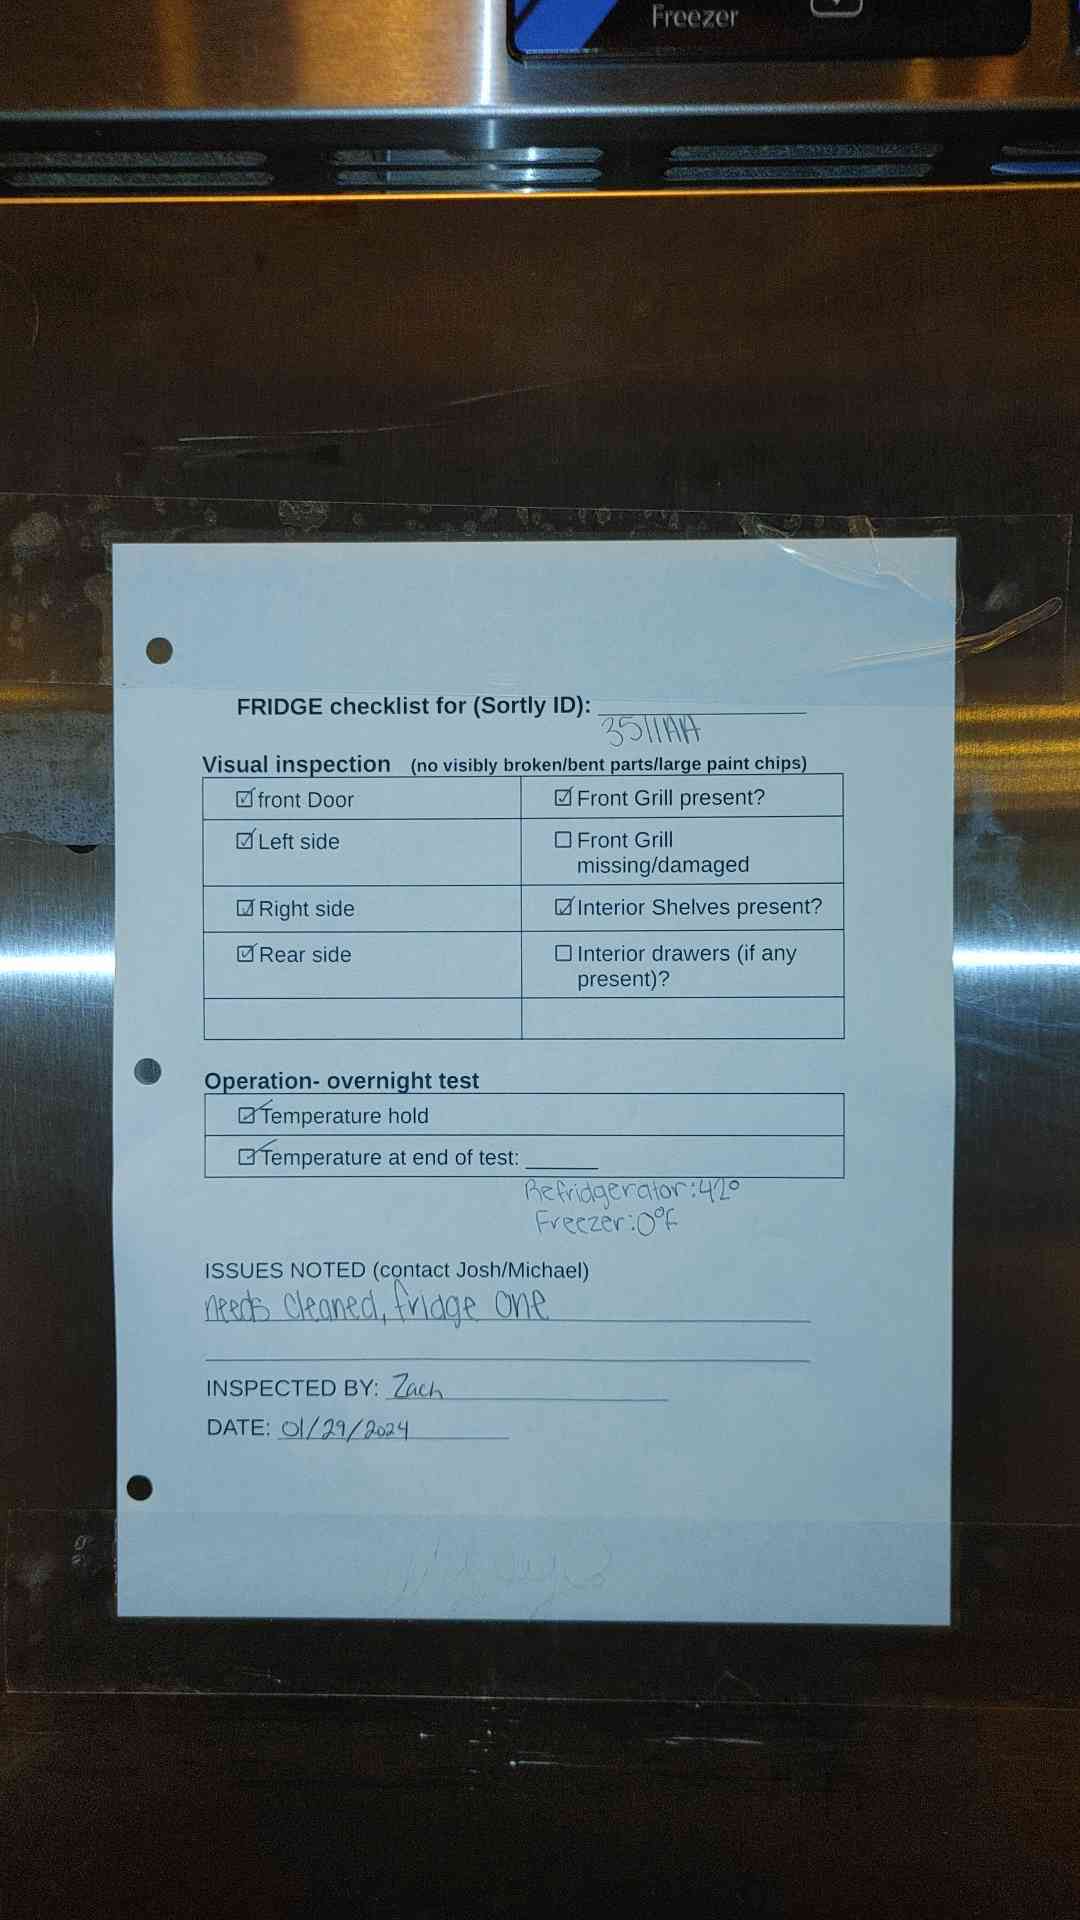 Freezer
FRIDGE checklist for (Sortly ID):
3511AA
Visual inspection (no visibly broken/bent parts/large paint chips)
☑ front Door
☑ Front Grill present?
☑ Left side
☐ Front Grill
missing/damaged
☑ Right side
☑ Interior Shelves present?
☑ Rear side
☐ Interior drawers (if any
present)?
Operation- overnight test
☑ Temperature hold
☑ Temperature at end of test: ______
Refridgerator: 42°
Freezer: 0°F
ISSUES NOTED (contact Josh/Michael)
needs cleaned, fridge one
INSPECTED BY: Zach
DATE: 01/29/2024